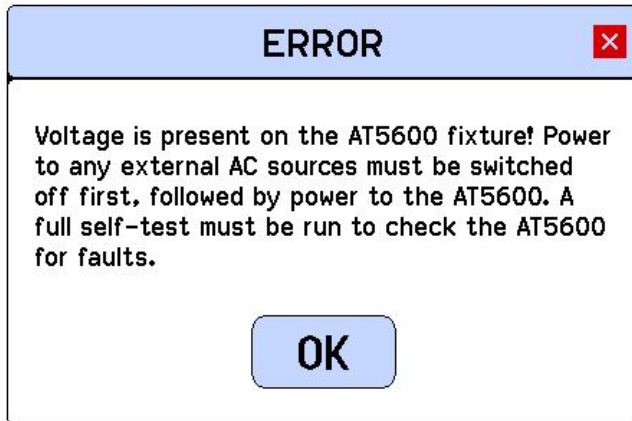 ERROR
Voltage is present on the AT5600 fixture! Power
to any external AC sources must be switched
off first, followed by power to the AT5600. A
full self-test must be run to check the AT5600
for faults.
OK